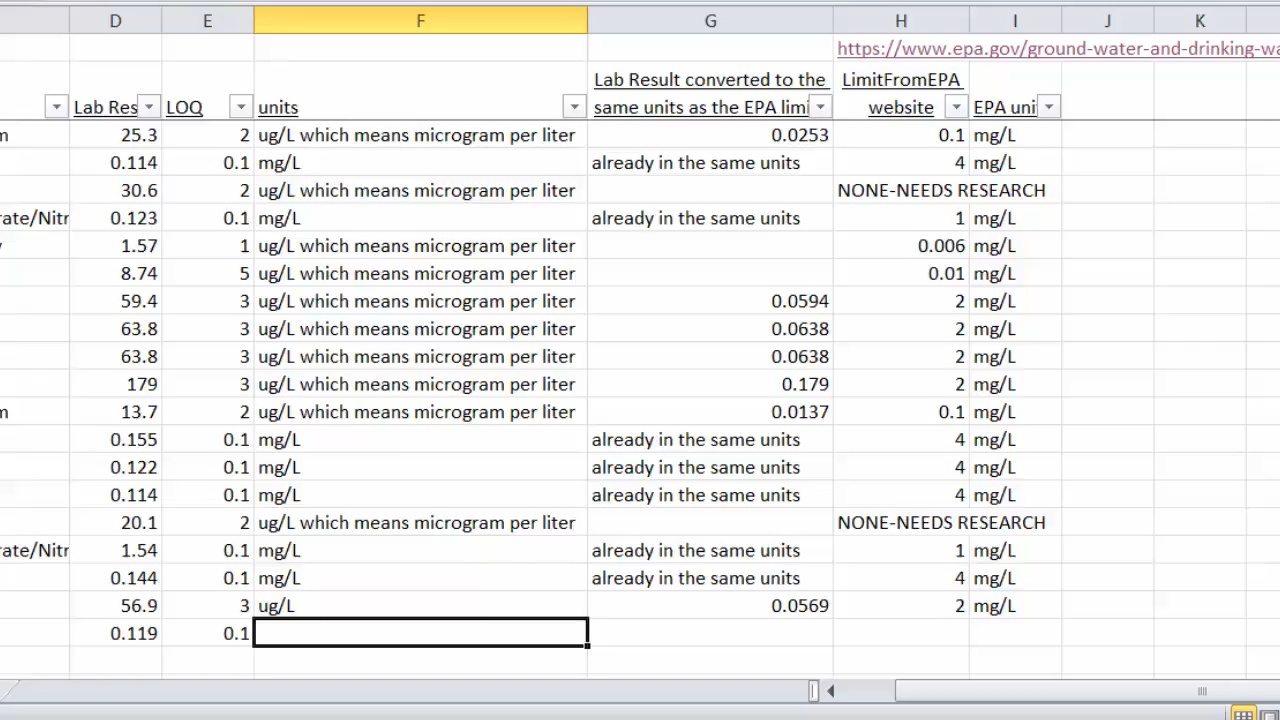 D E F G H I J K
https://www.epa.gov/ground-water-and-drinking-wa
Lab Result converted to the LimitFromEPA
Lab Res LOQ units same units as the EPA limi website EPA uni
m 25.3 2 ug/L which means microgram per liter 0.0253 0.1 mg/L
0.114 0.1 mg/L already in the same units 4 mg/L
30.6 2 ug/L which means microgram per liter NONE-NEEDS RESEARCH
rate/Nitr 0.123 0.1 mg/L already in the same units 1 mg/L
1.57 1 ug/L which means microgram per liter 0.006 mg/L
8.74 5 ug/L which means microgram per liter 0.01 mg/L
59.4 3 ug/L which means microgram per liter 0.0594 2 mg/L
63.8 3 ug/L which means microgram per liter 0.0638 2 mg/L
63.8 3 ug/L which means microgram per liter 0.0638 2 mg/L
179 3 ug/L which means microgram per liter 0.179 2 mg/L
m 13.7 2 ug/L which means microgram per liter 0.0137 0.1 mg/L
0.155 0.1 mg/L already in the same units 4 mg/L
0.122 0.1 mg/L already in the same units 4 mg/L
0.114 0.1 mg/L already in the same units 4 mg/L
20.1 2 ug/L which means microgram per liter NONE-NEEDS RESEARCH
rate/Nitr 1.54 0.1 mg/L already in the same units 1 mg/L
0.144 0.1 mg/L already in the same units 4 mg/L
56.9 3 ug/L 0.0569 2 mg/L
0.119 0.1